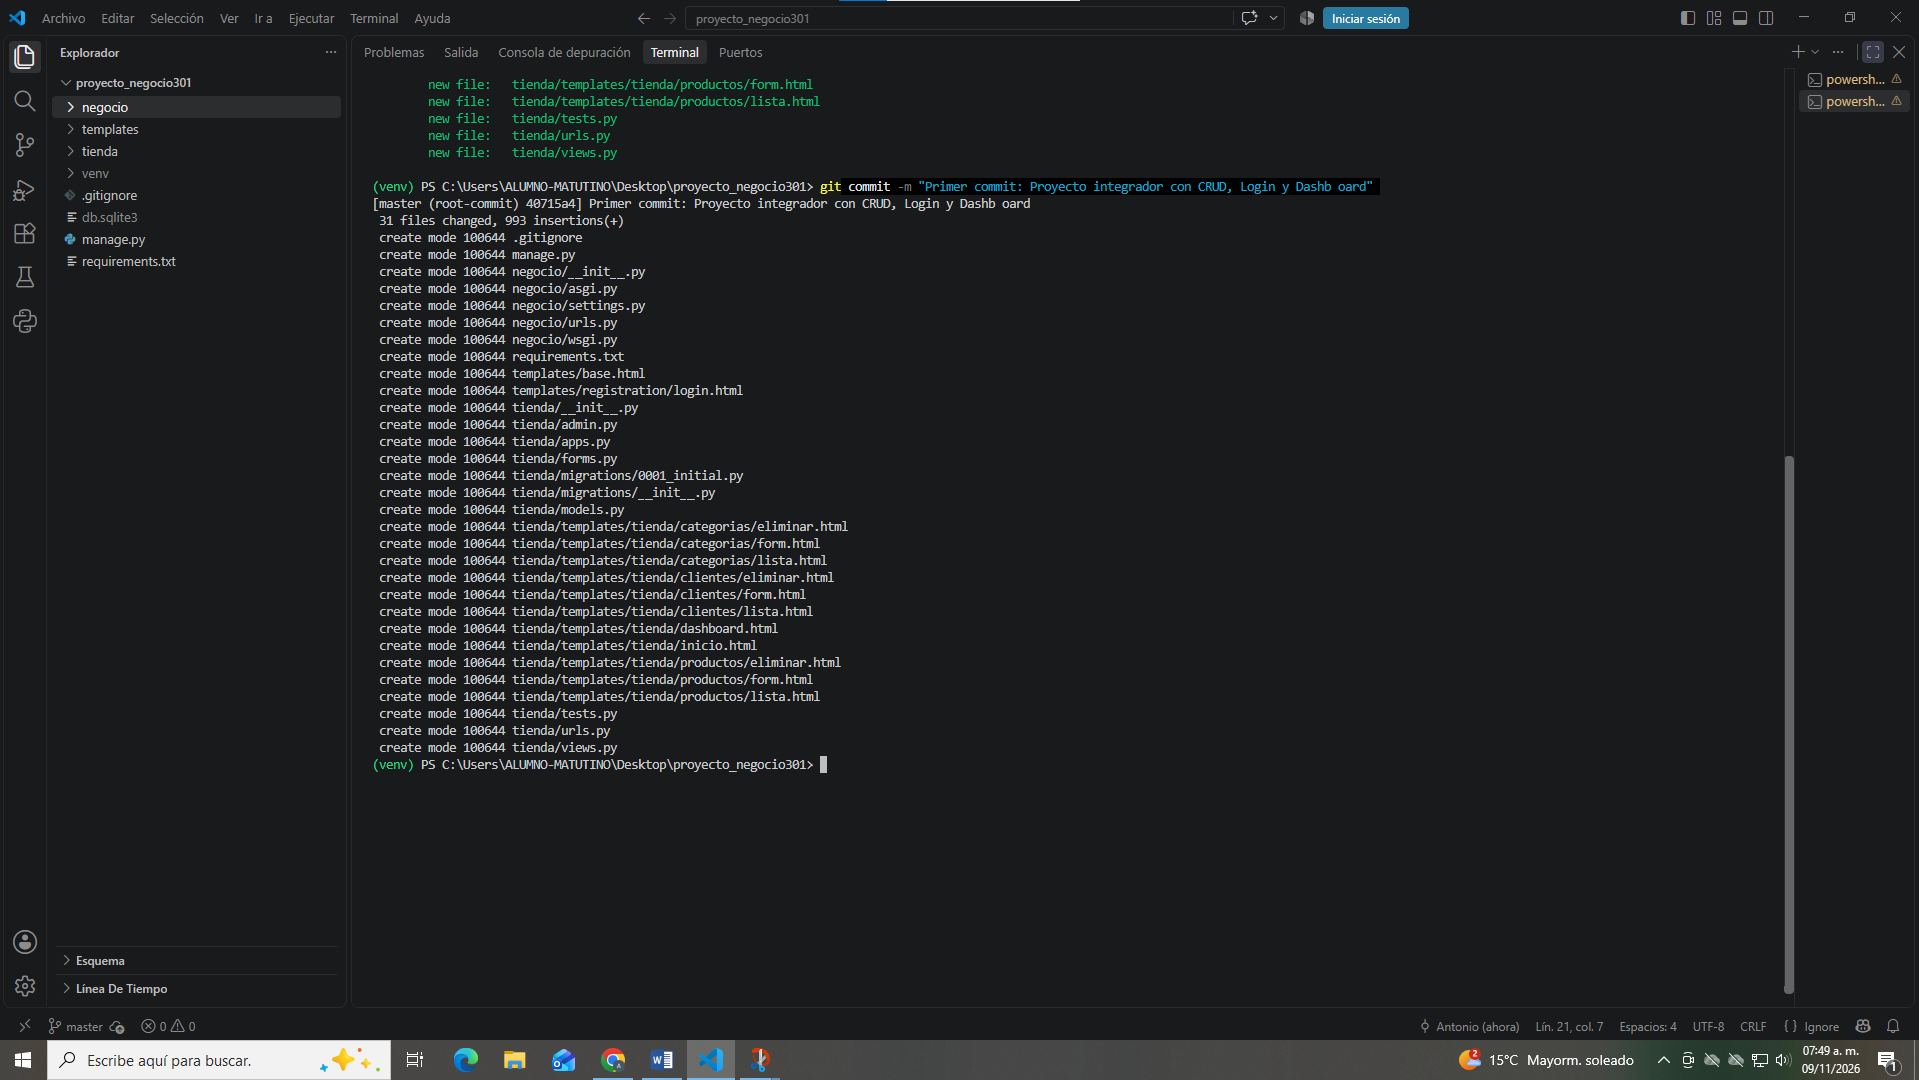 Archivo Editar Selección Ver Ir a Ejecutar Terminal Ayuda
proyecto_negocio301
Iniciar sesión
Explorador
Problemas Salida Consola de depuración Terminal Puertos
proyecto_negocio301
negocio
templates
tienda
venv
.gitignore
db.sqlite3
manage.py
requirements.txt
Esquema
Línea De Tiempo
new file:   tienda/templates/tienda/productos/form.html
new file:   tienda/templates/tienda/productos/lista.html
new file:   tienda/tests.py
new file:   tienda/urls.py
new file:   tienda/views.py
(venv) PS C:\Users\ALUMNO-MATUTINO\Desktop\proyecto_negocio301> git commit -m "Primer commit: Proyecto integrador con CRUD, Login y Dashb oard"
[master (root-commit) 40715a4] Primer commit: Proyecto integrador con CRUD, Login y Dashb oard
31 files changed, 993 insertions(+)
create mode 100644 .gitignore
create mode 100644 manage.py
create mode 100644 negocio/__init__.py
create mode 100644 negocio/asgi.py
create mode 100644 negocio/settings.py
create mode 100644 negocio/urls.py
create mode 100644 negocio/wsgi.py
create mode 100644 requirements.txt
create mode 100644 templates/base.html
create mode 100644 templates/registration/login.html
create mode 100644 tienda/__init__.py
create mode 100644 tienda/admin.py
create mode 100644 tienda/apps.py
create mode 100644 tienda/forms.py
create mode 100644 tienda/migrations/0001_initial.py
create mode 100644 tienda/migrations/__init__.py
create mode 100644 tienda/models.py
create mode 100644 tienda/templates/tienda/categorias/eliminar.html
create mode 100644 tienda/templates/tienda/categorias/form.html
create mode 100644 tienda/templates/tienda/categorias/lista.html
create mode 100644 tienda/templates/tienda/clientes/eliminar.html
create mode 100644 tienda/templates/tienda/clientes/form.html
create mode 100644 tienda/templates/tienda/clientes/lista.html
create mode 100644 tienda/templates/tienda/dashboard.html
create mode 100644 tienda/templates/tienda/inicio.html
create mode 100644 tienda/templates/tienda/productos/eliminar.html
create mode 100644 tienda/templates/tienda/productos/form.html
create mode 100644 tienda/templates/tienda/productos/lista.html
create mode 100644 tienda/tests.py
create mode 100644 tienda/urls.py
create mode 100644 tienda/views.py
(venv) PS C:\Users\ALUMNO-MATUTINO\Desktop\proyecto_negocio301>
powersh...
powersh...
master 0 0
Antonio (ahora) Lín. 21, col. 7 Espacios: 4 UTF-8 CRLF { } Ignore
Escribe aquí para buscar.
2
15°C Mayorm. soleado
07:49 a. m.
09/11/2026
1